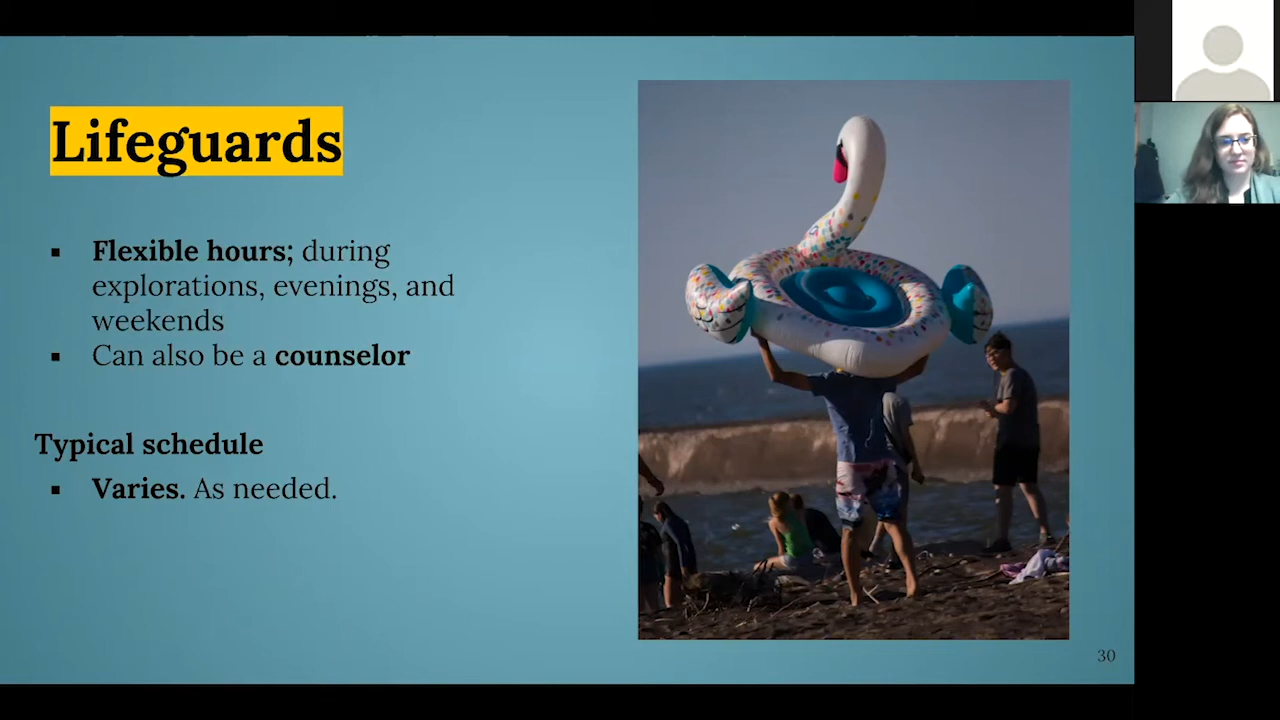 Lifeguards
▪ Flexible hours; during
explorations, evenings, and
weekends
▪ Can also be a counselor
Typical schedule
▪ Varies. As needed.
30